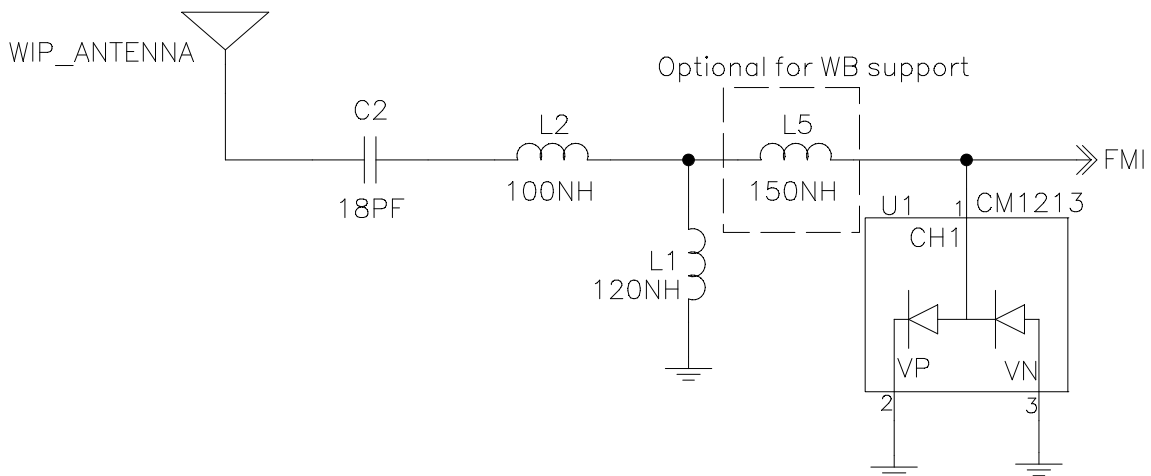 WIP_ANTENNA
Optional for WB support
C2
18PF
L2
100NH
L5
150NH
FMI
L1
120NH
U1
1
CM1213
CH1
VP
VN
2
3